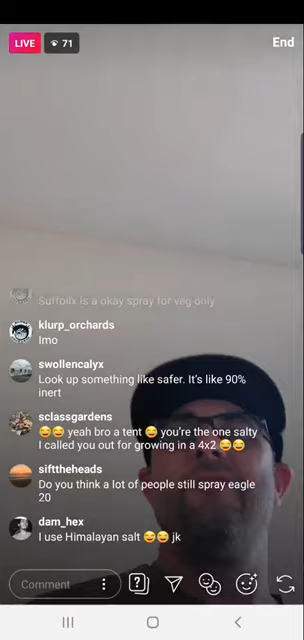 LIVE
71
End
Suffoilx is a okay spray for veg only
klurp_orchards
Imo
swollencalyx
Look up something like safer. It's like 90%
inert
sclassgardens
😅😅 yeah bro a tent 😅 you're the one salty
I called you out for growing in a 4x2 😅😅
sifttheheads
Do you think a lot of people still spray eagle
20
dam_hex
I use Himalayan salt 😅😅 jk
Comment